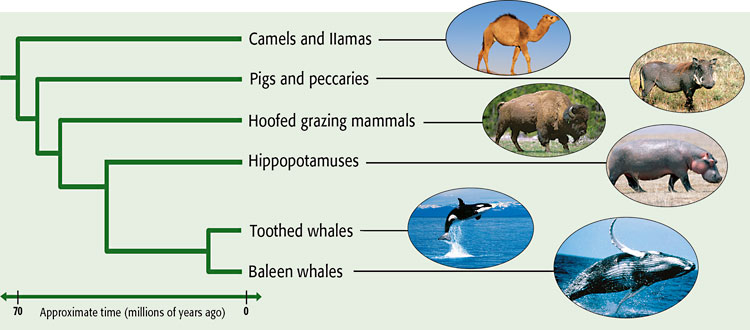 Camels and IIamas
Pigs and peccaries
Hoofed grazing mammals
Hippopotamuses
Toothed whales
Baleen whales
70 Approximate time (millions of years ago) 0